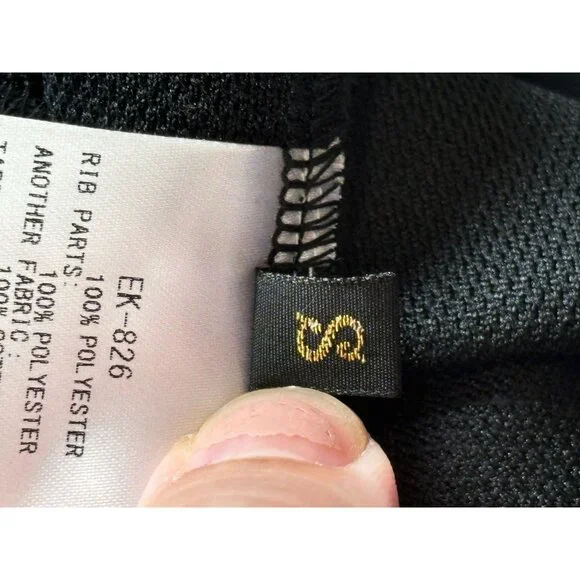 EK-826
RIB PARTS:
100% POLYESTER
ANOTHER FABRIC:
100% POLYESTER
S